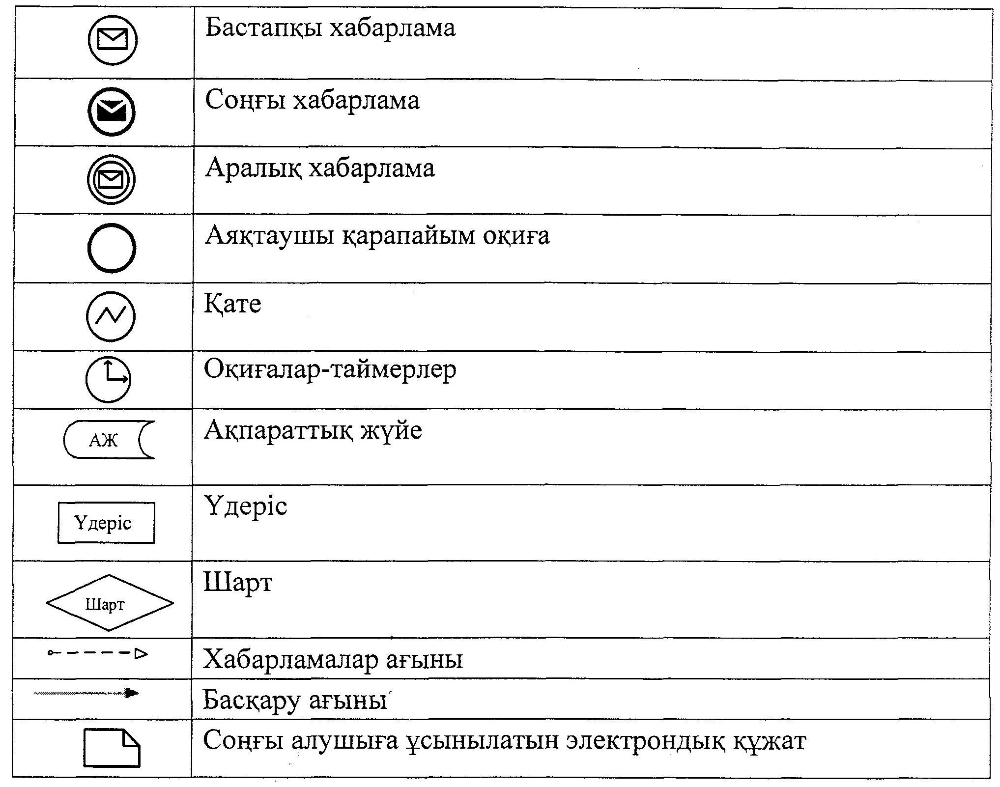 Бастапқы хабарлама
Соңғы хабарлама
Аралық хабарлама
Аяқтаушы қарапайым оқиға
Қате
Оқиғалар-таймерлер
АЖ
Ақпараттық жүйе
Үдеріс
Үдеріс
Шарт
Шарт
Хабарламалар ағыны
Басқару ағыны
Соңғы алушыға ұсынылатын электрондық құжат